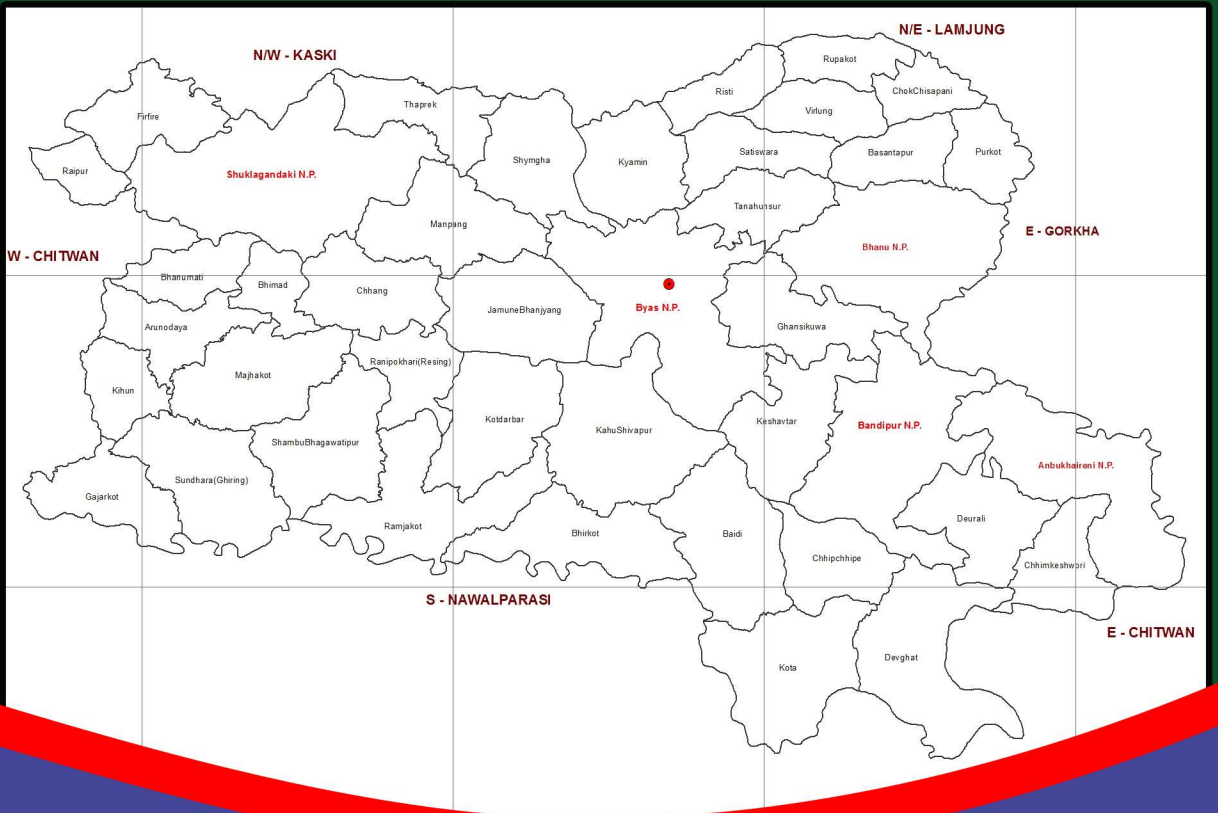 N/E - LAMJUNG
N/W - KASKI
Rupakot
Risti
ChokChisapani
Thaprek
Virlung
Firfire
Satiswara
Basantapur
Purkot
Shymgha
Kyamin
Raipur
Shuklagandaki N.P.
Tanahunsur
Manpang
E - GORKHA
Bhanu N.P.
W - CHITWAN
Bhanumati
Bhimad
Chhang
Byas N.P.
JamuneBhanjyang
Arunodaya
Ghansikuwa
Ranipokhari(Resing)
Majhakot
Kihun
Kotdarbar
Keshavtar
Bandipur N.P.
KahuShivapur
ShambuBhagawatipur
Anbukhaireni N.P.
Sundhara(Ghiring)
Gajarkot
Deurali
Ramjakot
Bhirkot
Baidi
Chhipchhipe
Chhimkeshwori
S - NAWALPARASI
E - CHITWAN
Devghat
Kota